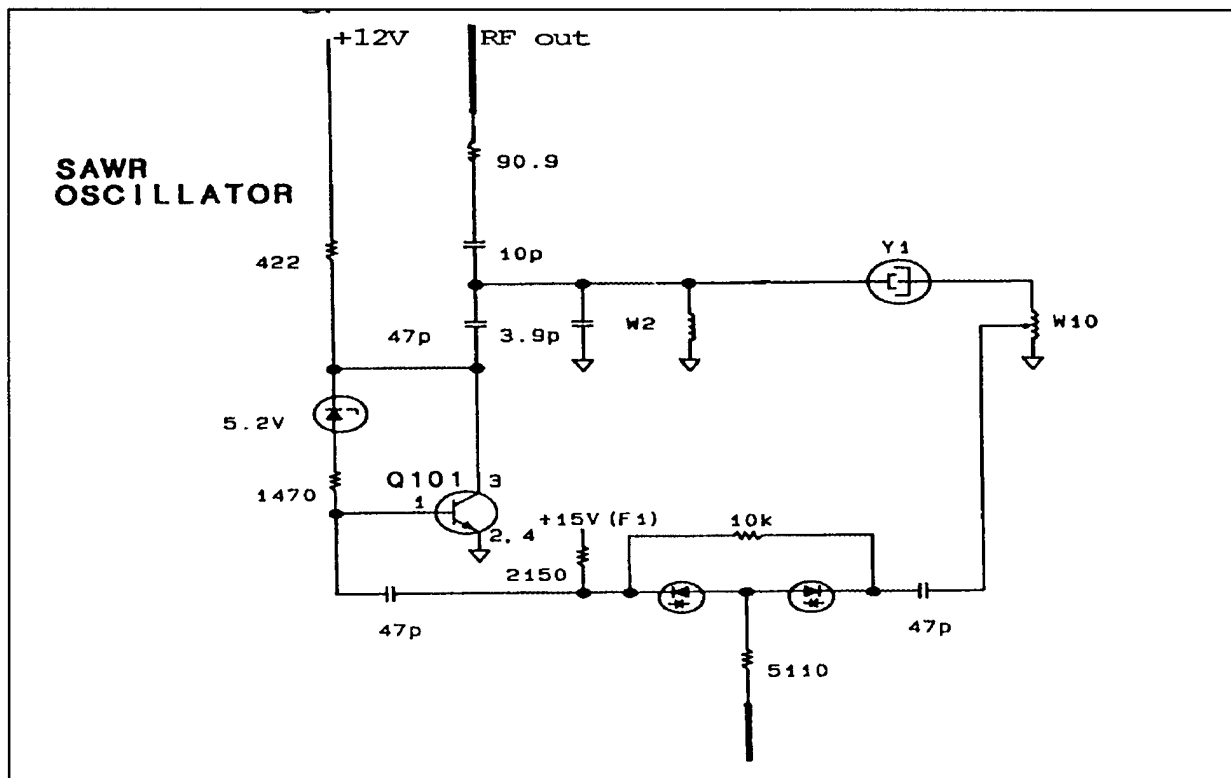 +12V
RF out
SAWR
OSCILLATOR
90.9
422
10p
Y1
47p
3.9p
W2
W10
5.2V
1470
Q101
3
1
2,4
+15V(F1)
10k
2150
47p
47p
5110